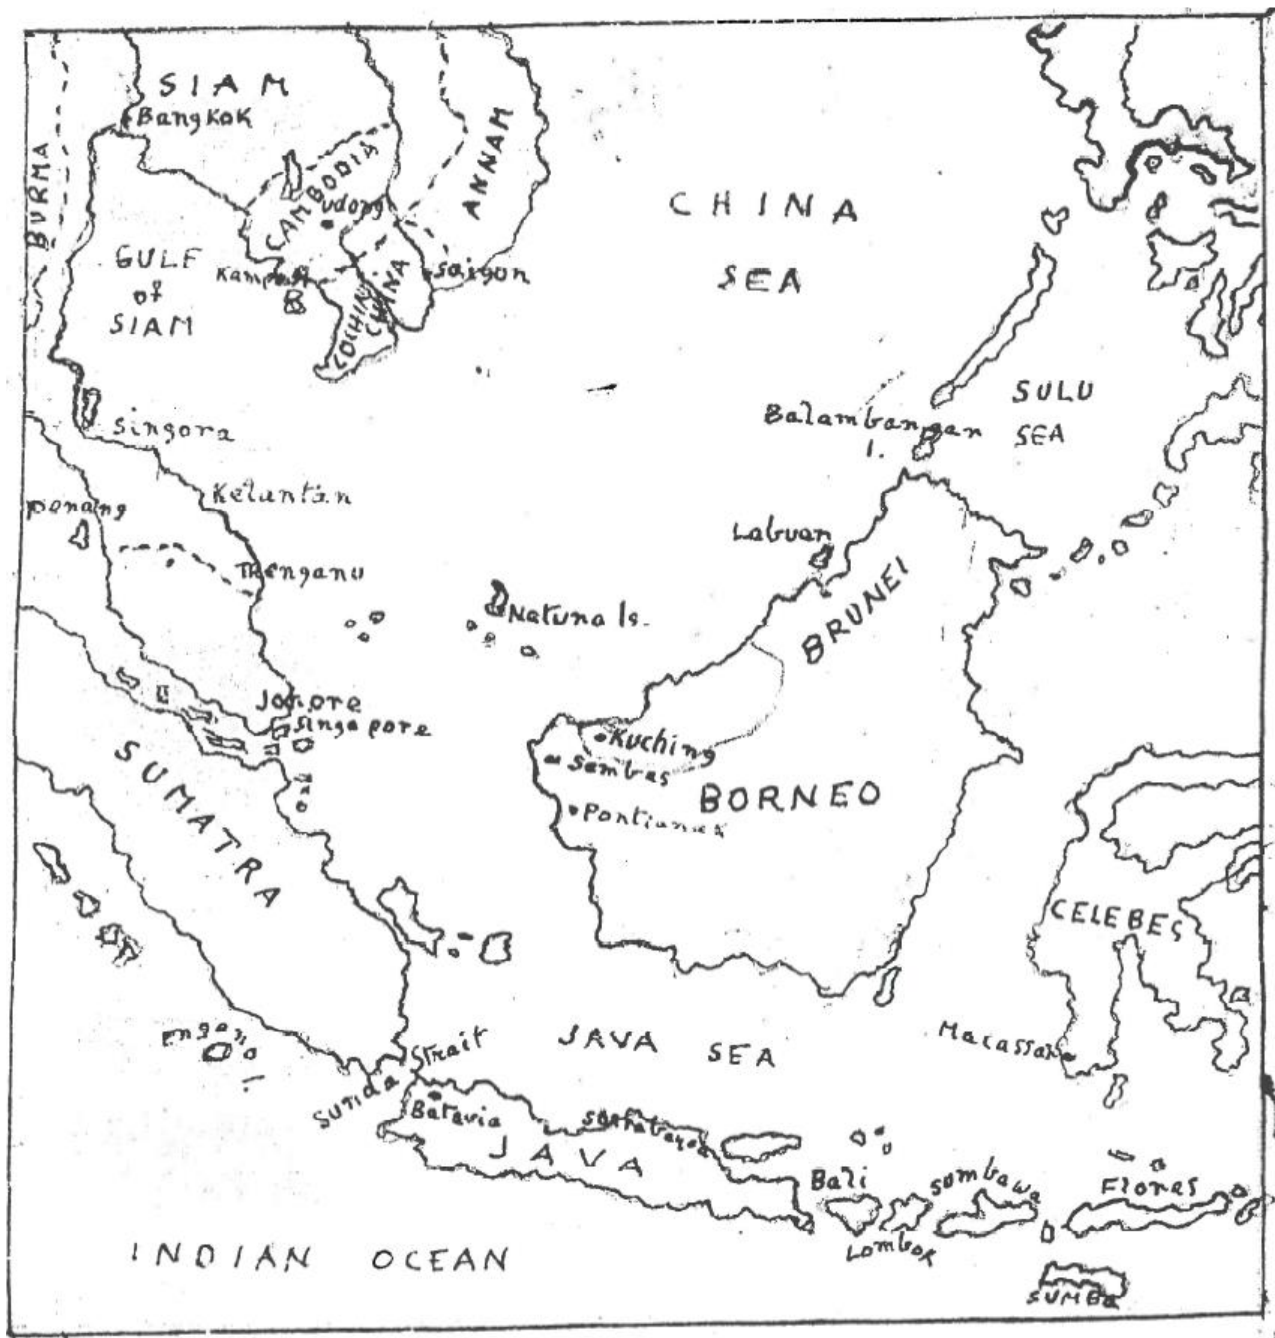 SIAM
Bangkok
BURMA
CAMBODIA
udong
ANNAM
CHINA
SEA
GULF
of
SIAM
Saigon
COCHIN
CHINA
Singora
SULU
SEA
Balambangan
I.
Penang
Keluntan
Labuan
Trenganu
Natuna Is.
BRUNEI
Johore
Singapore
Kuching
Sambas
SUMATRA
BORNEO
Pontianak
CELEBES
Engano
I.
Sunda Strait
JAVA SEA
Macassar
Batavia
JAVA
Bali
Sumbawa
Flores
Lombok
INDIAN OCEAN
SUMBA